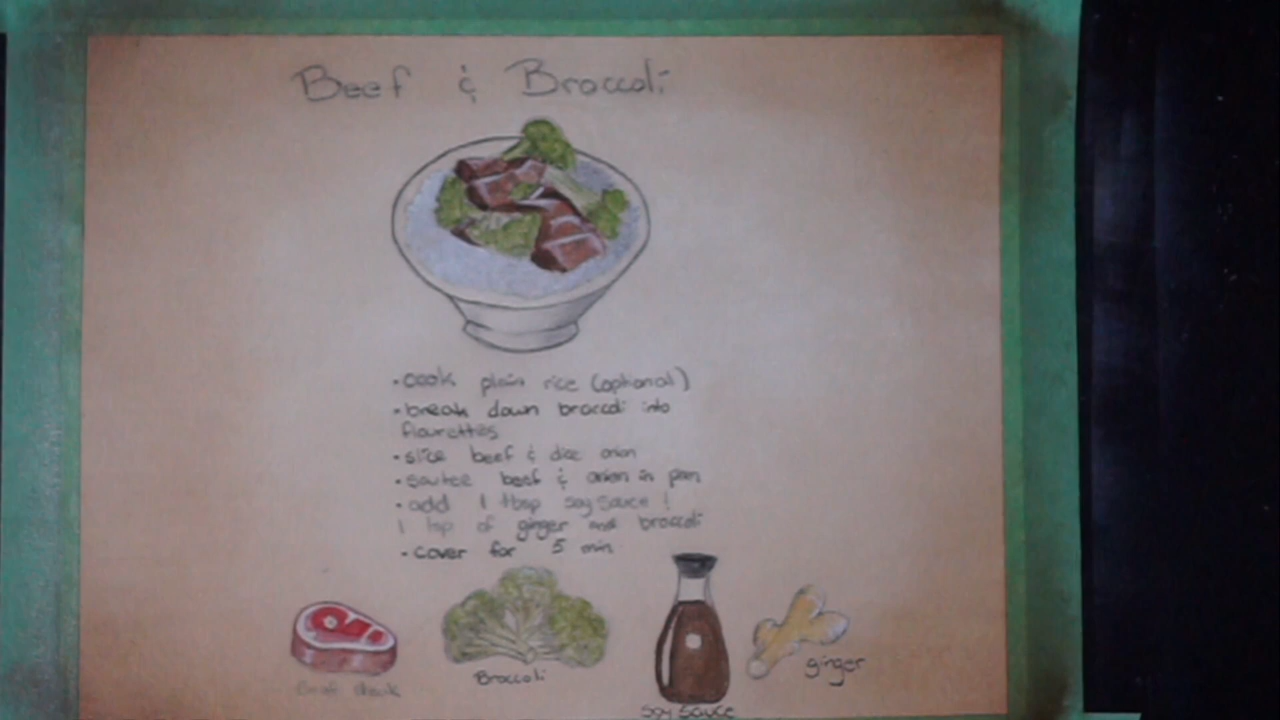 Beef & Broccoli
• cook plain rice (optional)
• break down broccoli into
flourettes
• slice beef & dice onion
• sautee beef & onion in pan
• add 1 tbsp soy sauce &
1 tsp of ginger and broccoli
• cover for 5 min
Broccoli
ginger
Soy Sauce
Beef